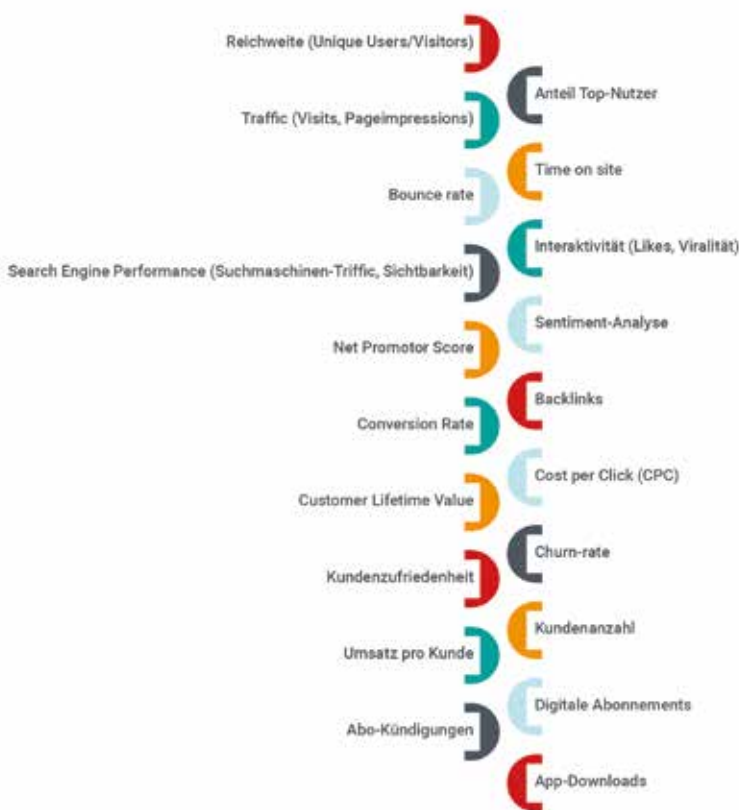 Reichweite (Unique Users/Visitors)
Anteil Top-Nutzer
Traffic (Visits, Pageimpressions)
Time on site
Bounce rate
Interaktivität (Likes, Viralität)
Search Engine Performance (Suchmaschinen-Triffic, Sichtbarkeit)
Sentiment-Analyse
Net Promotor Score
Backlinks
Conversion Rate
Cost per Click (CPC)
Customer Lifetime Value
Churn-rate
Kundenzufriedenheit
Kundenanzahl
Umsatz pro Kunde
Digitale Abonnements
Abo-Kündigungen
App-Downloads